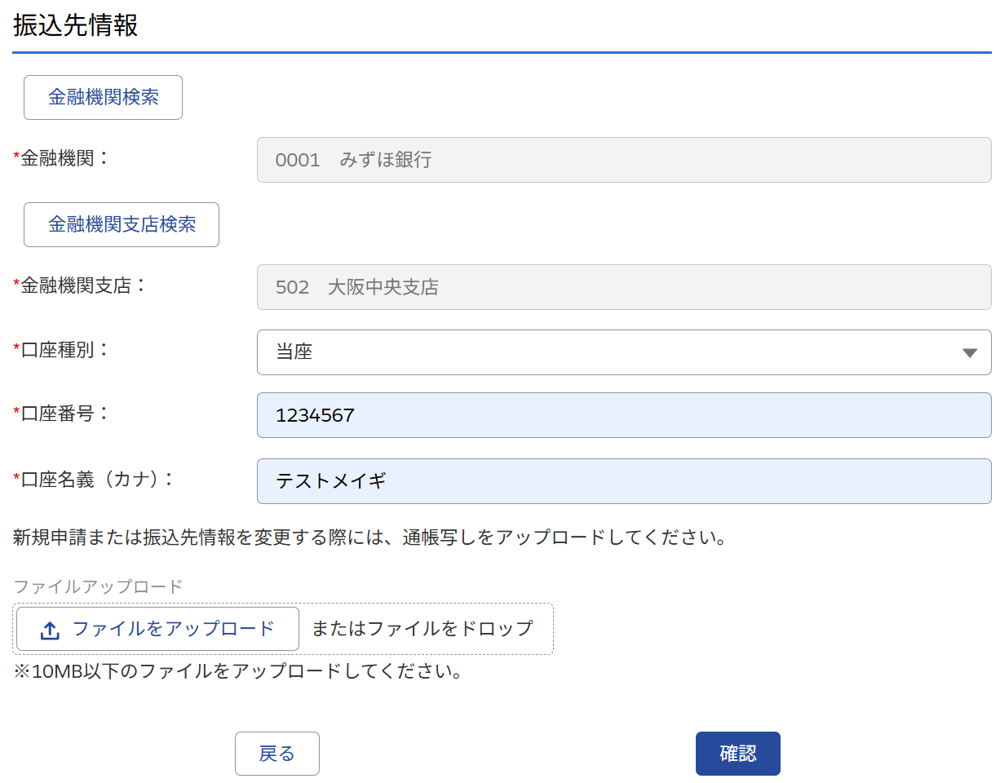 振込先情報
金融機関検索
*金融機関： 0001　みずほ銀行
金融機関支店検索
*金融機関支店： 502　大阪中央支店
*口座種別： 当座
*口座番号： 1234567
*口座名義（カナ）： テストメイギ
新規申請または振込先情報を変更する際には、通帳写しをアップロードしてください。
ファイルアップロード
ファイルをアップロード またはファイルをドロップ
※10MB以下のファイルをアップロードしてください。
戻る 確認